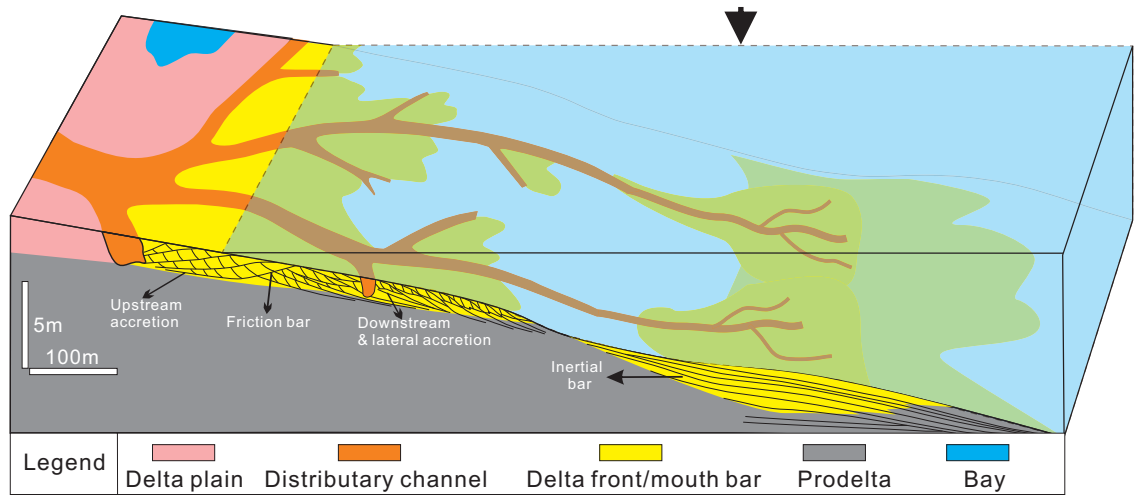 Upstream
accretion
Friction bar
Downstream
& lateral accretion
Inertial
bar
5m
100m
Legend
Delta plain
Distributary channel
Delta front/mouth bar
Prodelta
Bay